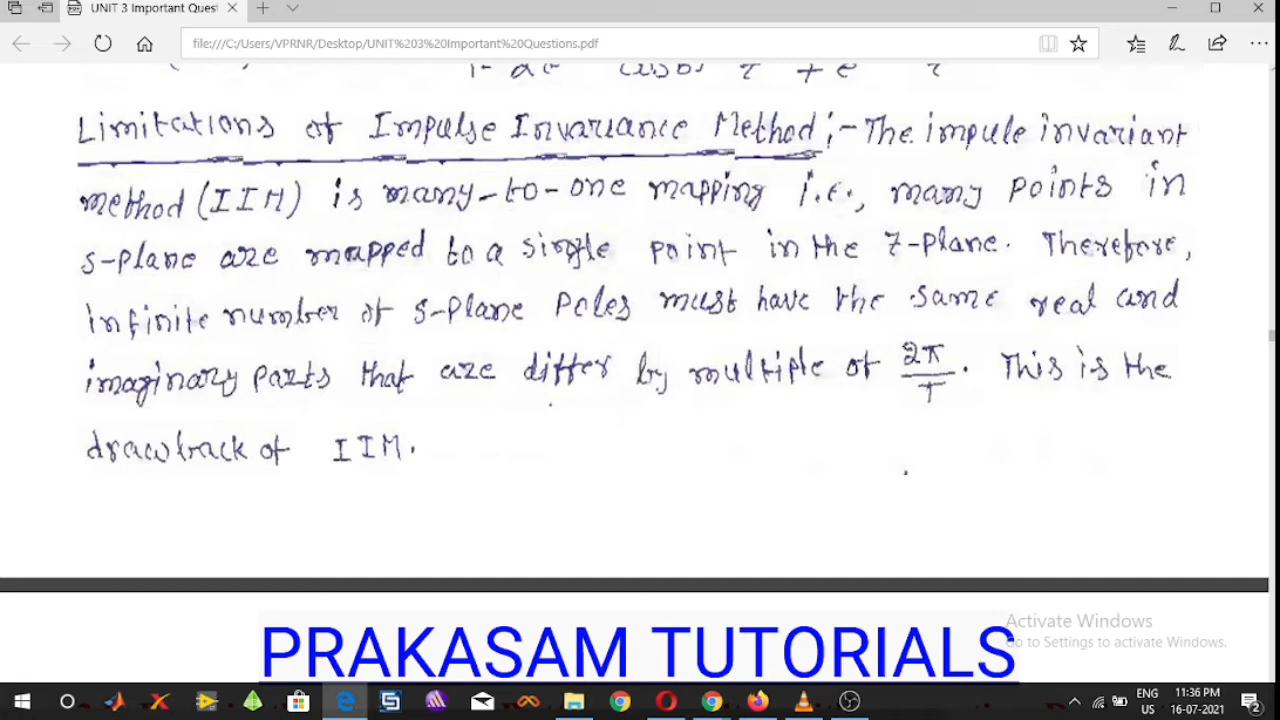 UNIT 3 Important Quest
file:///C:/Users/VPRNR/Desktop/UNIT%203%20Important%20Questions.pdf
Limitations of Impulse Invariance Method :- The impule invariant
method (IIM) is many-to-one mapping i.e., many points in
s-plane are mapped to a single point in the Z-plane. Therefore,
infinite number of s-plane poles must have the same real and
imaginary parts that are differ by multiple of 2π/T. This is the
drawback of IIM.
Activate Windows
Go to Settings to activate Windows.
PRAKASAM TUTORIALS
ENG
US
11:36 PM
16-07-2021
2